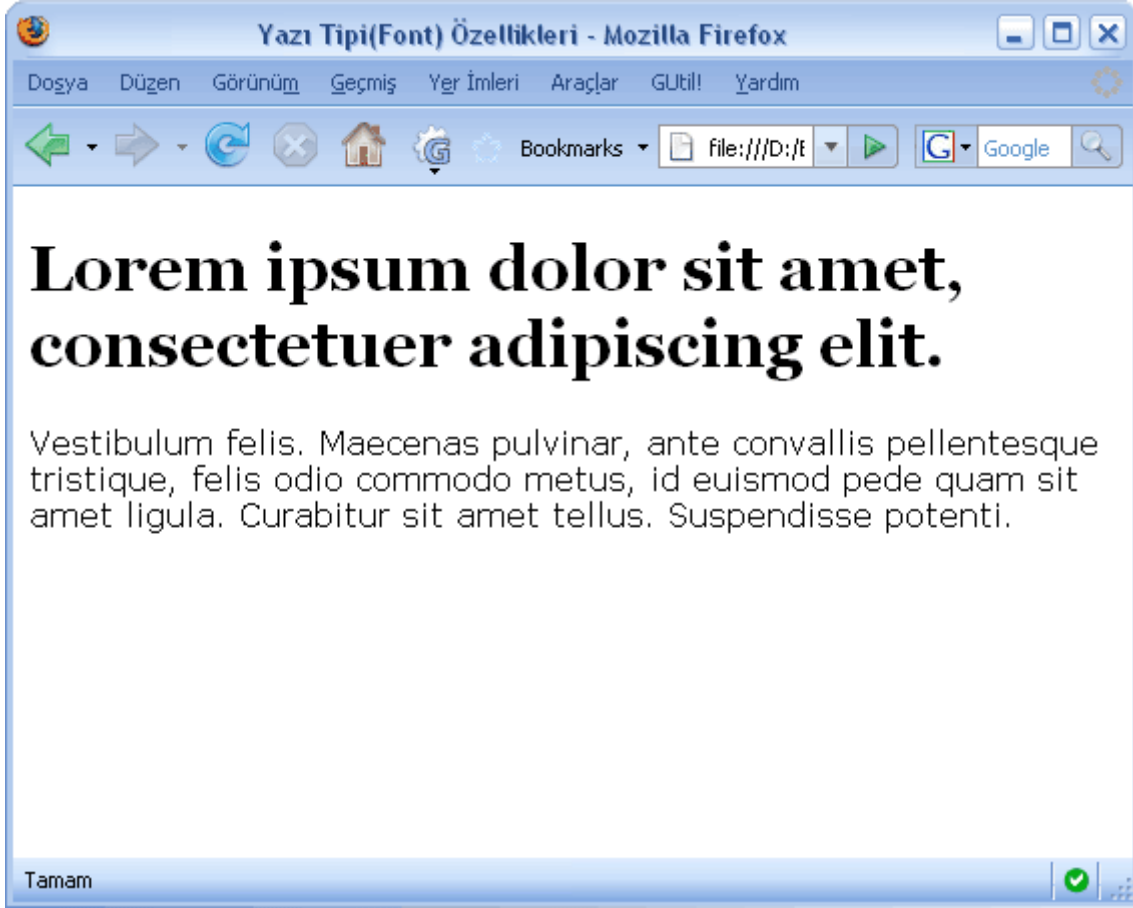 Yazı Tipi(Font) Özellikleri - Mozilla Firefox
Dosya Düzen Görünüm Geçmiş Yer İmleri Araçlar GUtil! Yardım
Bookmarks file:///D:/ G Google
Lorem ipsum dolor sit amet,
consectetuer adipiscing elit.
Vestibulum felis. Maecenas pulvinar, ante convallis pellentesque
tristique, felis odio commodo metus, id euismod pede quam sit
amet ligula. Curabitur sit amet tellus. Suspendisse potenti.
Tamam